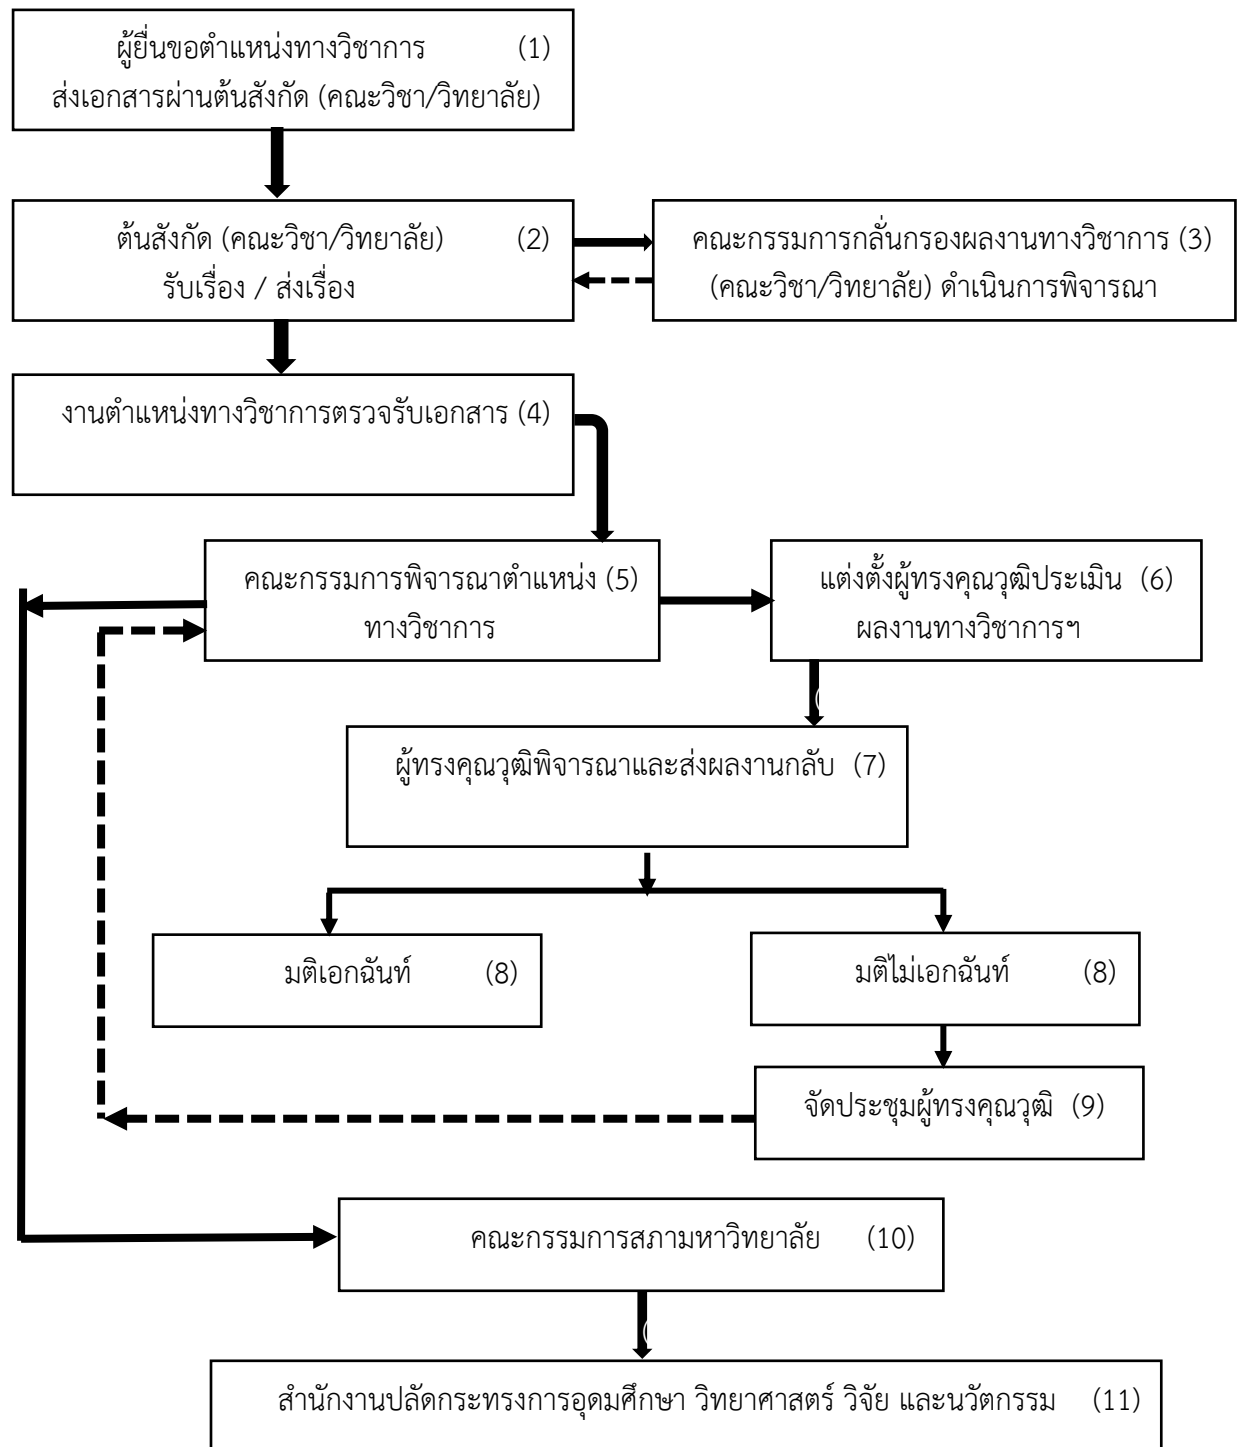 ผู้ยื่นขอตำแหน่งทางวิชาการ (1)
ส่งเอกสารผ่านต้นสังกัด (คณะวิชา/วิทยาลัย)
ต้นสังกัด (คณะวิชา/วิทยาลัย) (2)
รับเรื่อง / ส่งเรื่อง
คณะกรรมการกลั่นกรองผลงานทางวิชาการ (3)
(คณะวิชา/วิทยาลัย) ดำเนินการพิจารณา
งานตำแหน่งทางวิชาการตรวจรับเอกสาร (4)
คณะกรรมการพิจารณาตำแหน่ง (5)
ทางวิชาการ
แต่งตั้งผู้ทรงคุณวุฒิประเมิน (6)
ผลงานทางวิชาการฯ
ผู้ทรงคุณวุฒิพิจารณาและส่งผลงานกลับ (7)
มติเอกฉันท์ (8)
มติไม่เอกฉันท์ (8)
จัดประชุมผู้ทรงคุณวุฒิ (9)
คณะกรรมการสภามหาวิทยาลัย (10)
สำนักงานปลัดกระทรงการอุดมศึกษา วิทยาศาสตร์ วิจัย และนวัตกรรม (11)